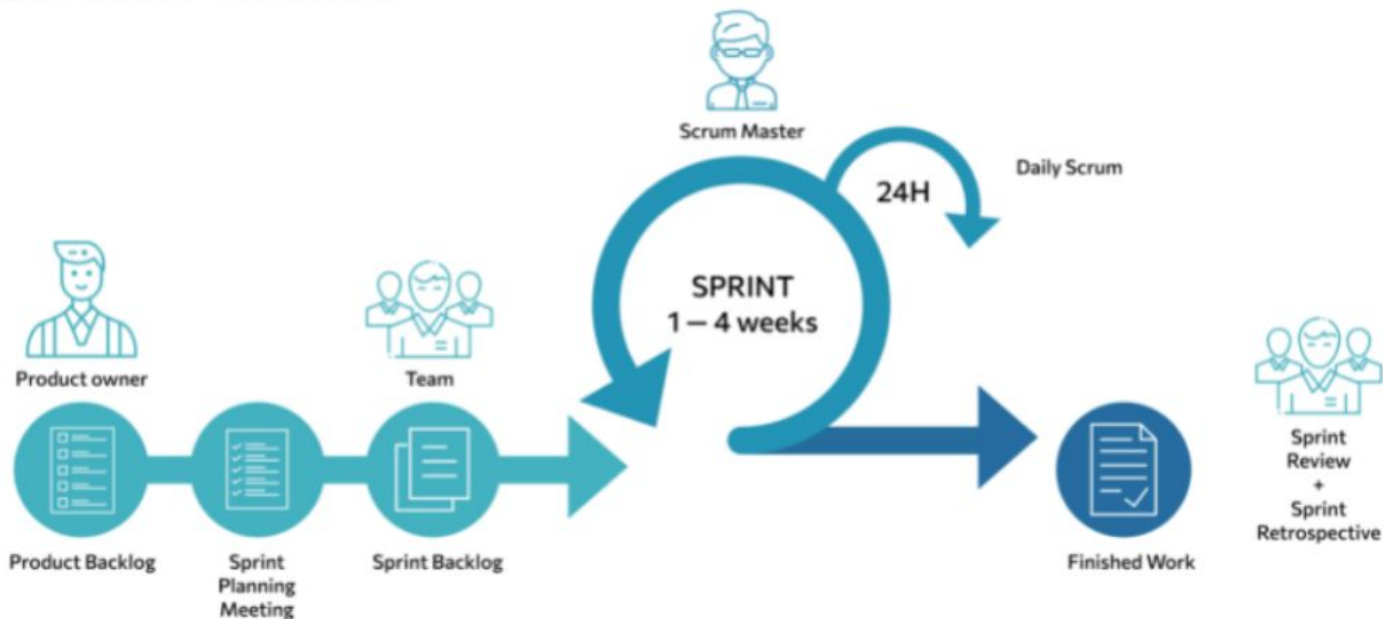 Scrum Master
Daily Scrum
24H
SPRINT
1 – 4 weeks
Product owner
Team
Product Backlog
Sprint
Planning
Meeting
Sprint Backlog
Finished Work
Sprint
Review
+
Sprint
Retrospective